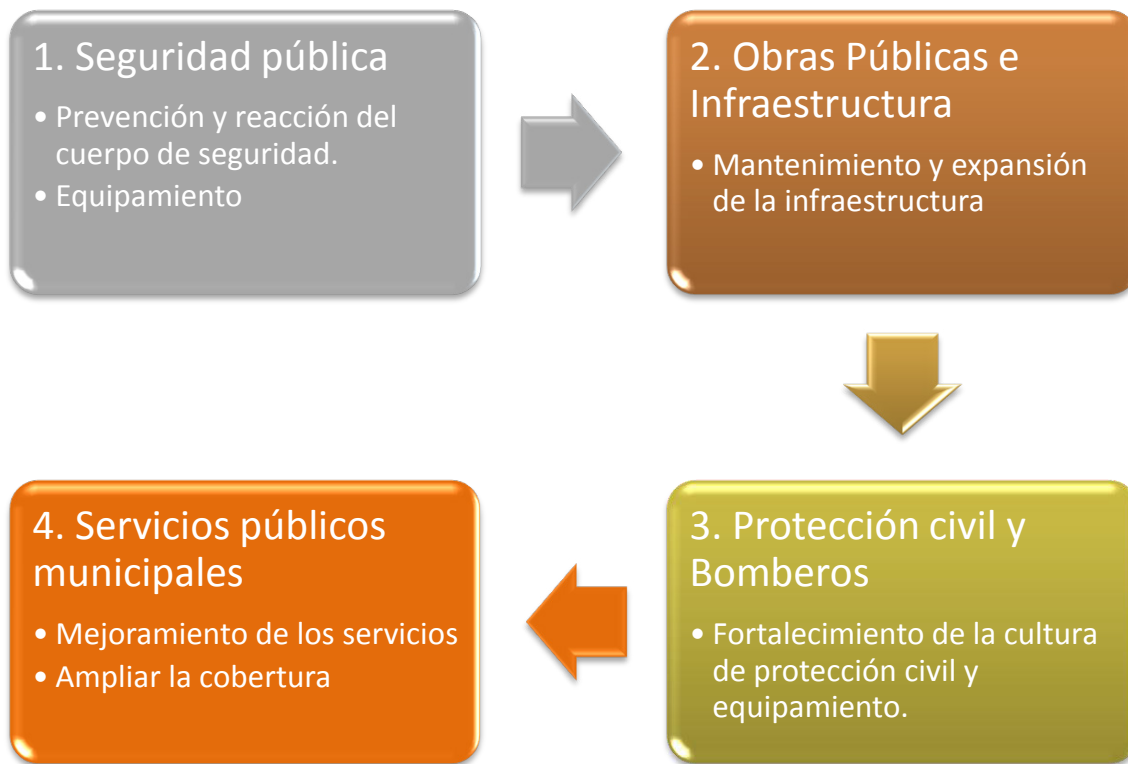 1. Seguridad pública
• Prevención y reacción del
cuerpo de seguridad.
• Equipamiento
2. Obras Públicas e
Infraestructura
• Mantenimiento y expansión
de la infraestructura
3. Protección civil y
Bomberos
• Fortalecimiento de la cultura
de protección civil y
equipamiento.
4. Servicios públicos
municipales
• Mejoramiento de los servicios
• Ampliar la cobertura